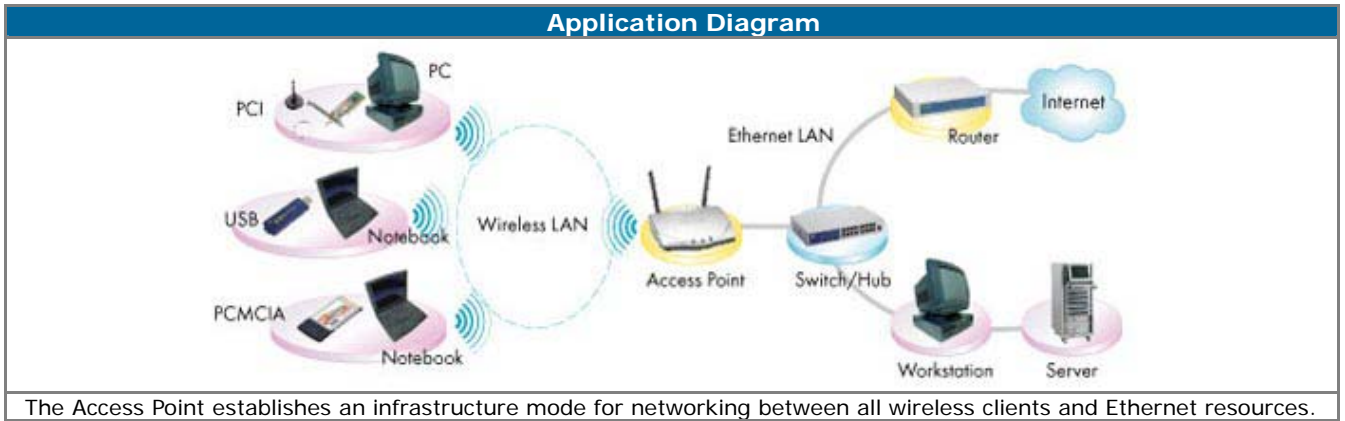 Application Diagram
PCI
PC
USB
Notebook
PCMCIA
Notebook
Wireless LAN
Access Point
Ethernet LAN
Switch/Hub
Router
Internet
Workstation
Server
The Access Point establishes an infrastructure mode for networking between all wireless clients and Ethernet resources.